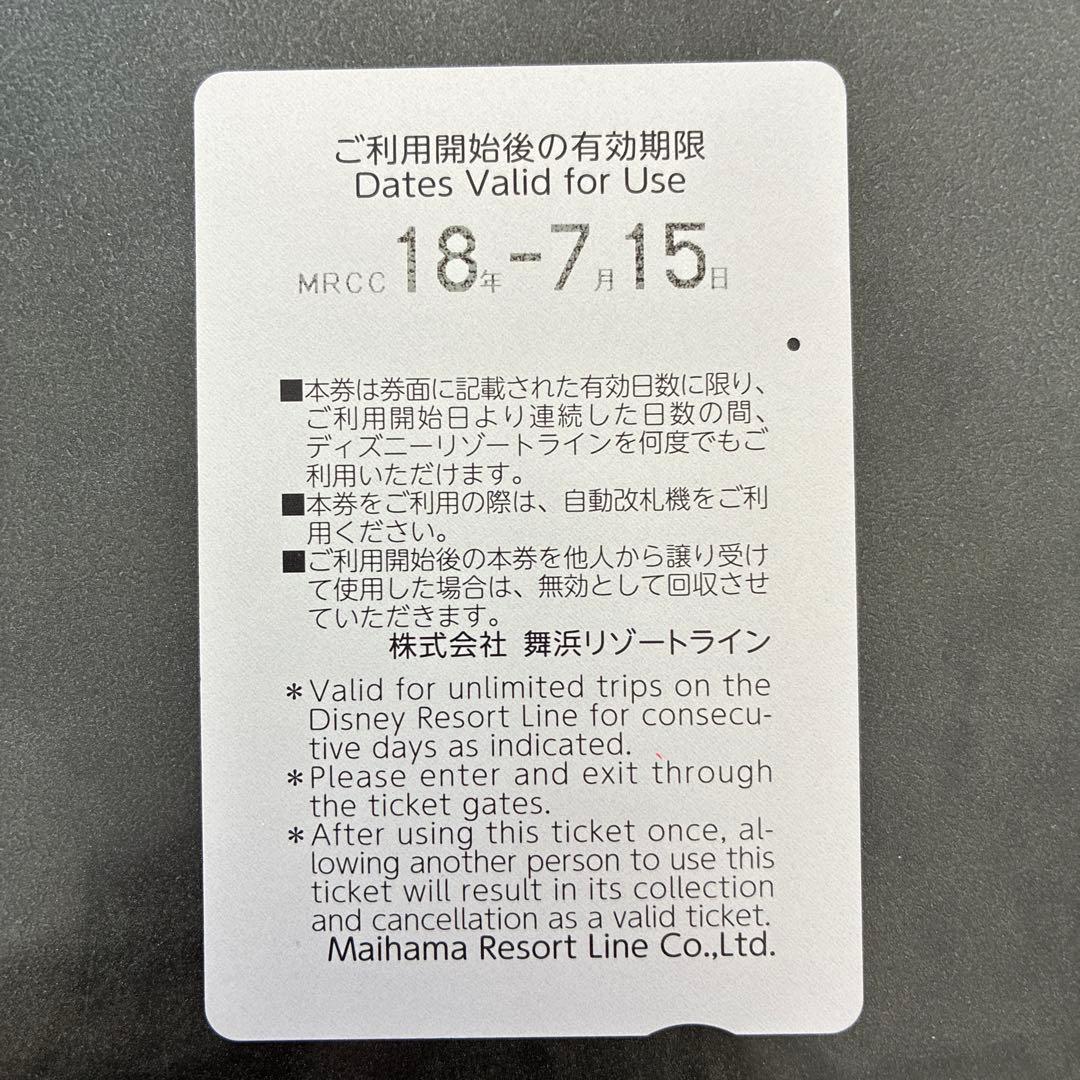 ご利用開始後の有効期限
Dates Valid for Use
MRCC 18年-7月15日
■本券は券面に記載された有効日数に限り、
ご利用開始日より連続した日数の間、
ディズニーリゾートラインを何度でもご
利用いただけます。
■本券をご利用の際は、自動改札機をご利
用ください。
■ご利用開始後の本券を他人から譲り受け
て使用した場合は、無効として回収させ
ていただきます。
株式会社 舞浜リゾートライン
*Valid for unlimited trips on the
Disney Resort Line for consecu-
tive days as indicated.
*Please enter and exit through
the ticket gates.
*After using this ticket once, al-
lowing another person to use this
ticket will result in its collection
and cancellation as a valid ticket.
Maihama Resort Line Co.,Ltd.